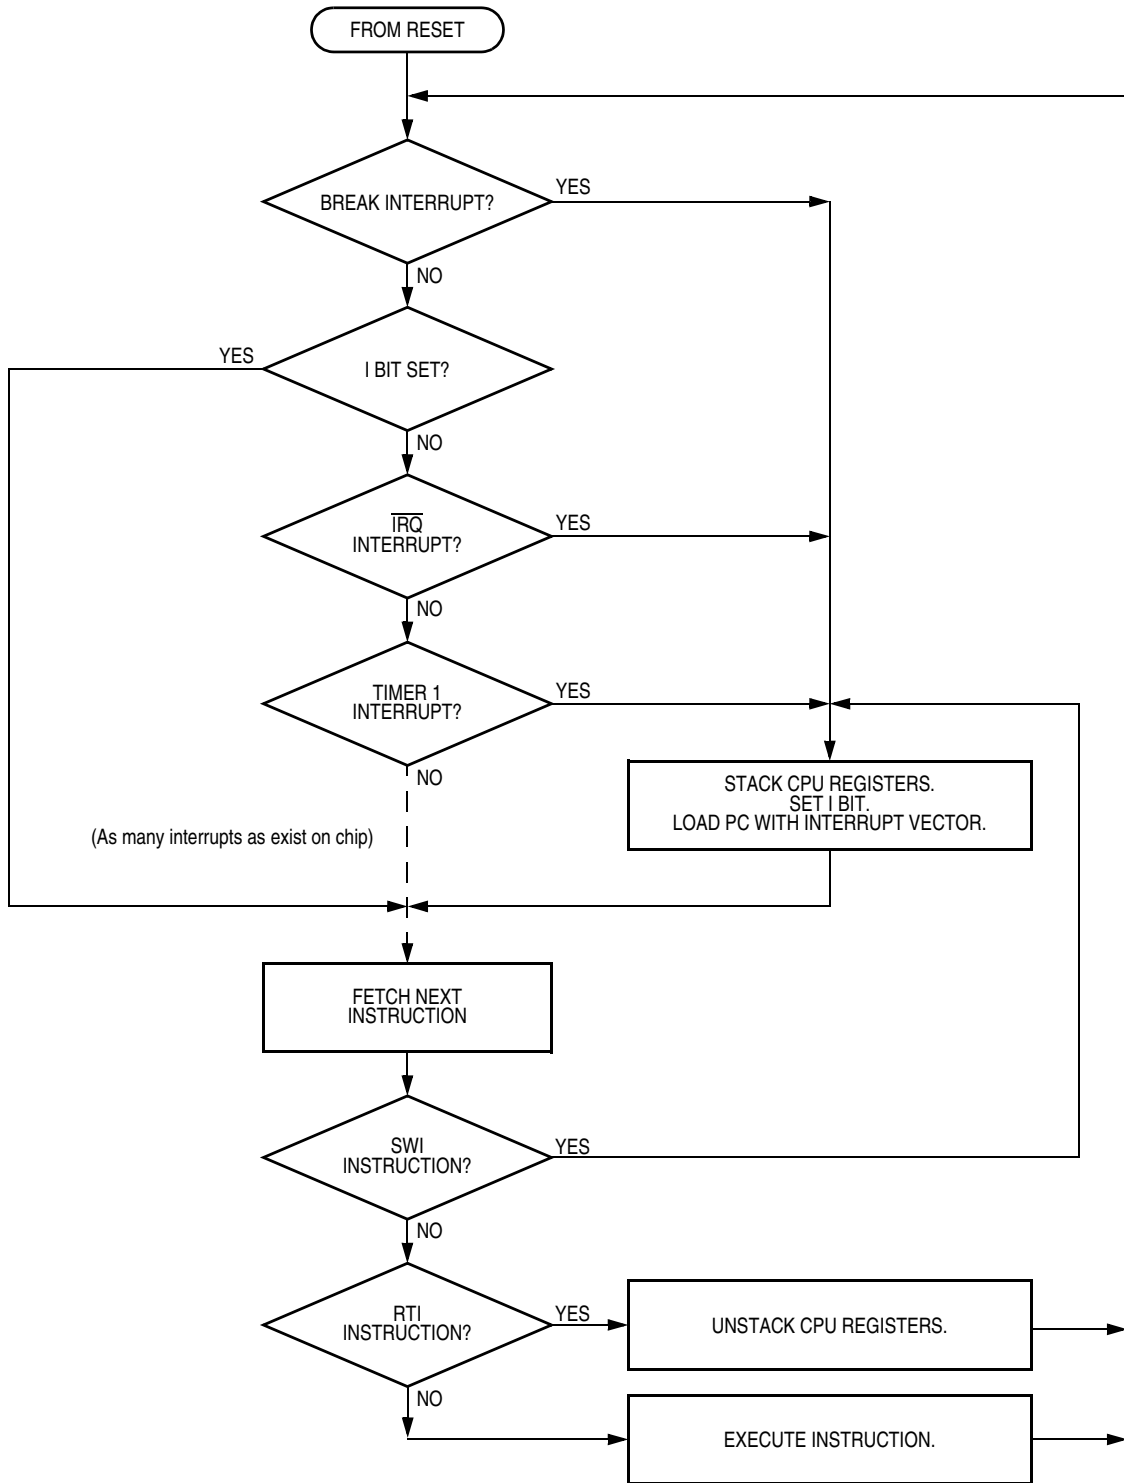 FROM RESET
BREAK INTERRUPT?
YES
NO
YES
I BIT SET?
NO
IRQ
INTERRUPT?
YES
NO
TIMER 1
INTERRUPT?
YES
NO
STACK CPU REGISTERS.
SET I BIT.
LOAD PC WITH INTERRUPT VECTOR.
(As many interrupts as exist on chip)
FETCH NEXT
INSTRUCTION
SWI
INSTRUCTION?
YES
NO
RTI
INSTRUCTION?
YES
UNSTACK CPU REGISTERS.
NO
EXECUTE INSTRUCTION.